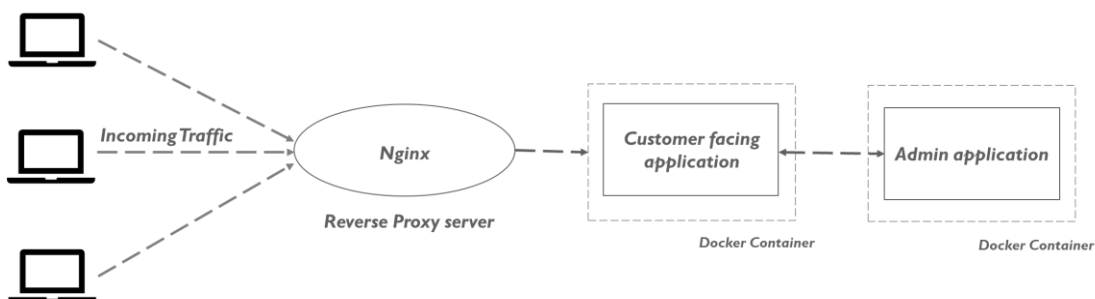 Incoming Traffic
Nginx
Reverse Proxy server
Customer facing
application
Docker Container
Admin application
Docker Container